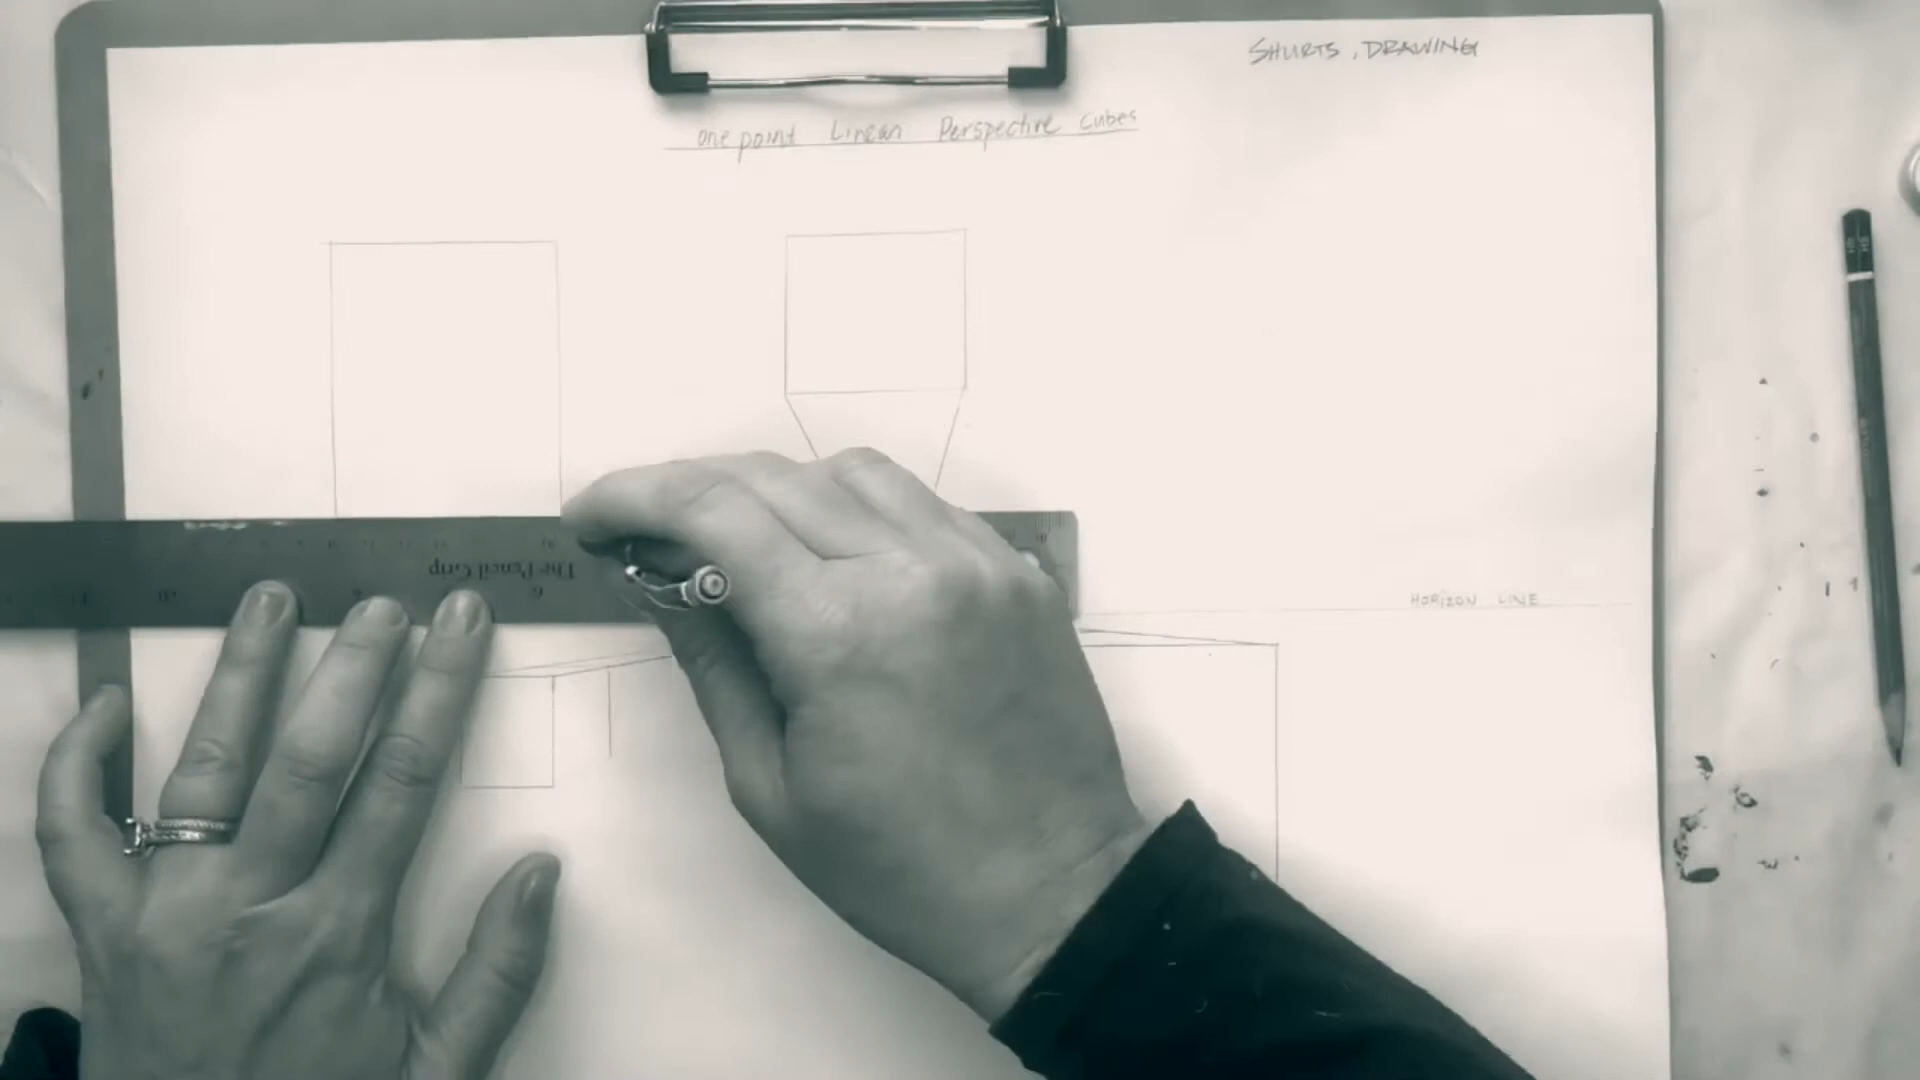 SHURTS, DRAWING
one point Linear Perspective Cubes
The Pencil Grip
HORIZON LINE